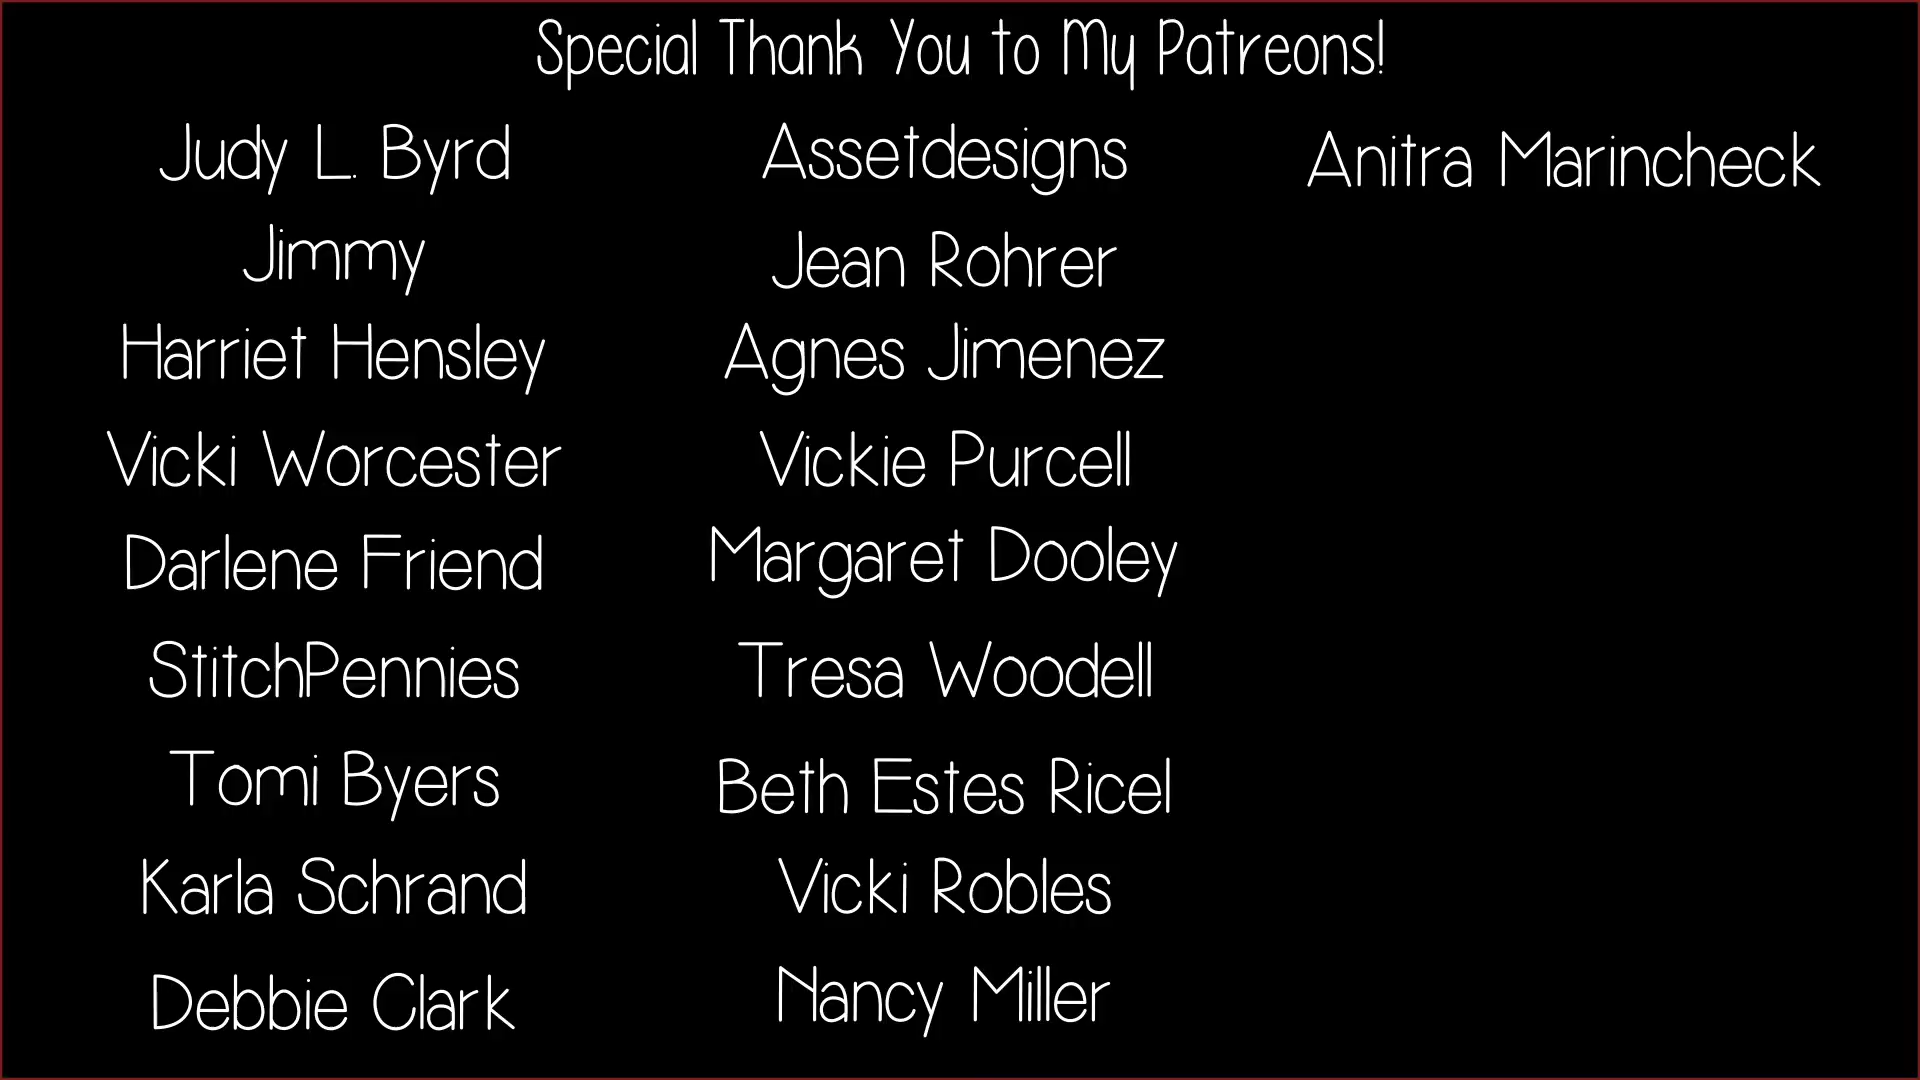 Special Thank You to My Patreons!
Judy L. Byrd
Jimmy
Harriet Hensley
Vicki Worcester
Darlene Friend
StitchPennies
Tomi Byers
Karla Schrand
Debbie Clark
Assetdesigns
Jean Rohrer
Agnes Jimenez
Vickie Purcell
Margaret Dooley
Tresa Woodell
Beth Estes Ricel
Vicki Robles
Nancy Miller
Anitra Marincheck